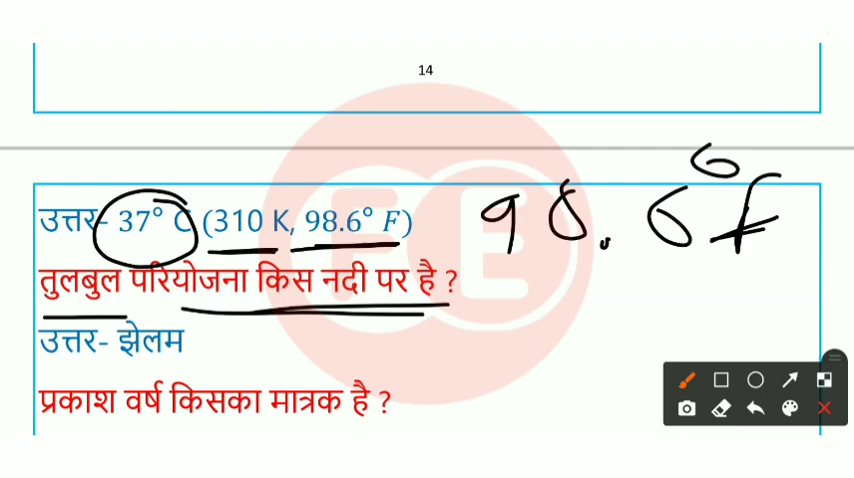 14
उत्तर- 37° C (310 K, 98.6° F) 98.6°f
तुलबुल परियोजना किस नदी पर है ?
उत्तर- झेलम
प्रकाश वर्ष किसका मात्रक है ?
FE